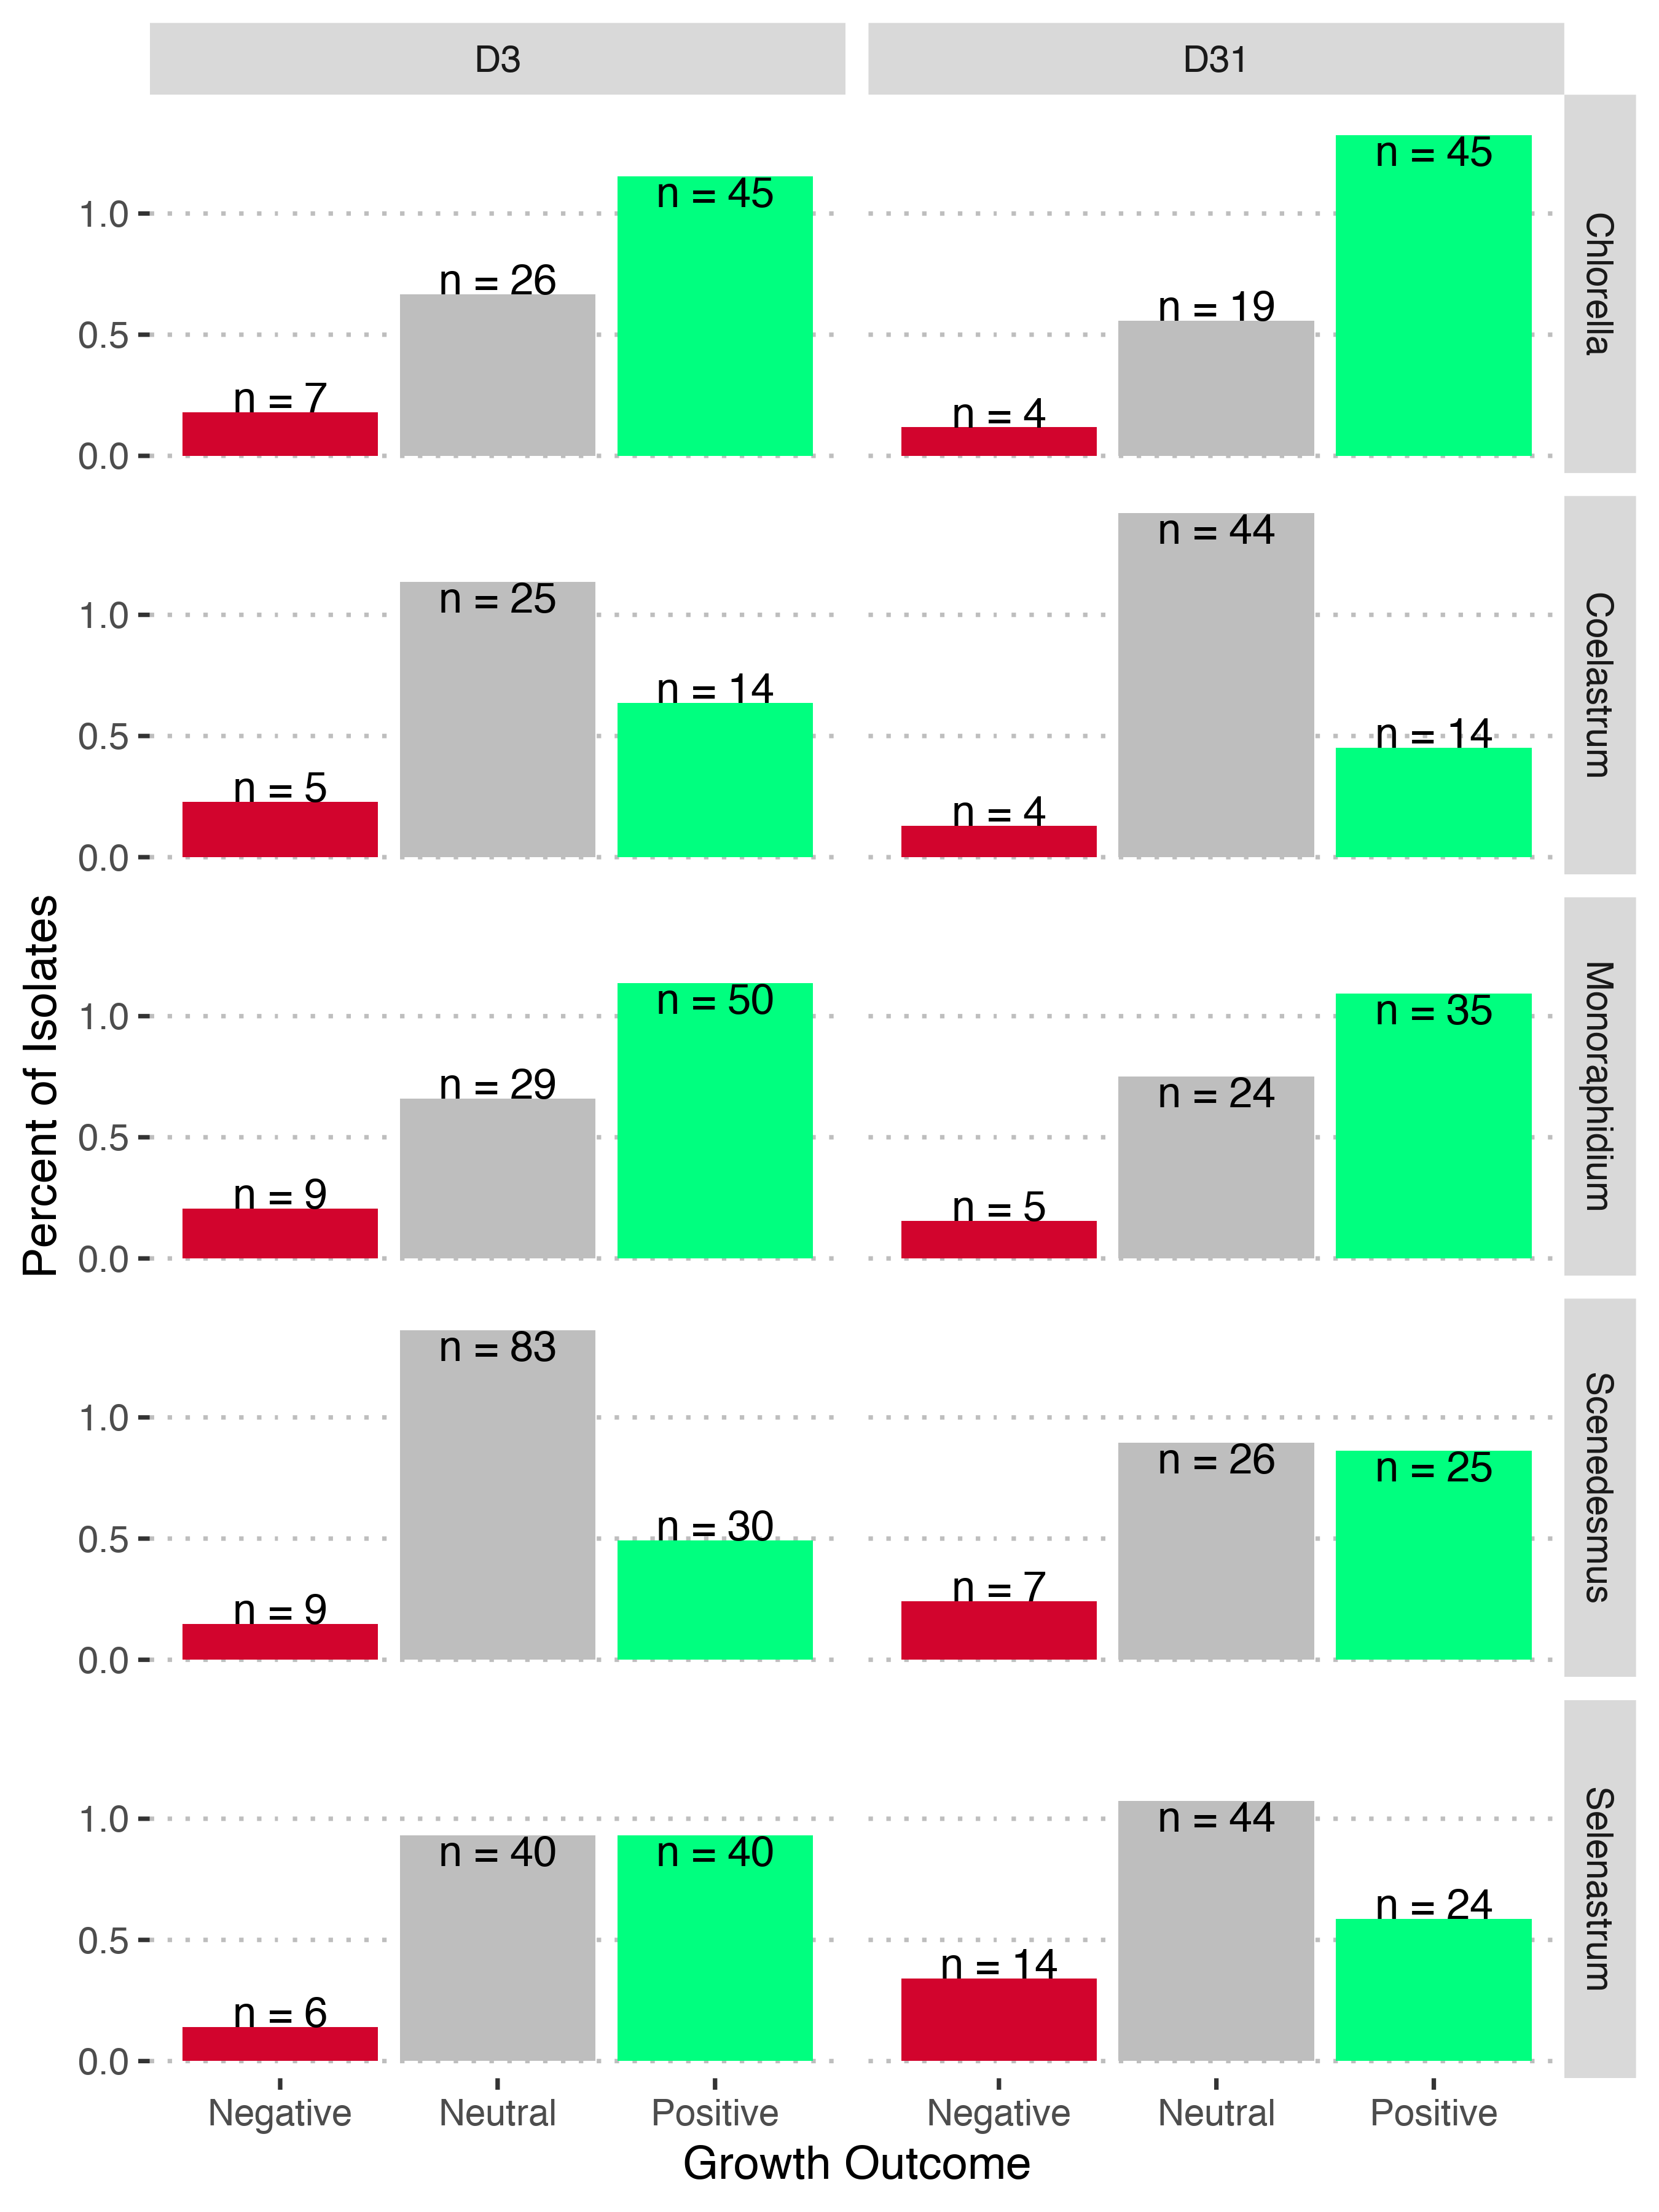 D3 D31
n = 7 n = 26 n = 45 n = 4 n = 19 n = 45
Chlorella
1.0
0.5
0.0
n = 5 n = 25 n = 14 n = 4 n = 44 n = 14
Coelastrum
1.0
0.5
0.0
n = 9 n = 29 n = 50 n = 5 n = 24 n = 35
Monoraphidium
1.0
0.5
0.0
n = 9 n = 83 n = 30 n = 7 n = 26 n = 25
Scenedesmus
1.0
0.5
0.0
n = 6 n = 40 n = 40 n = 14 n = 44 n = 24
Selenastrum
1.0
0.5
0.0
Percent of Isolates
Negative Neutral Positive Negative Neutral Positive
Growth Outcome